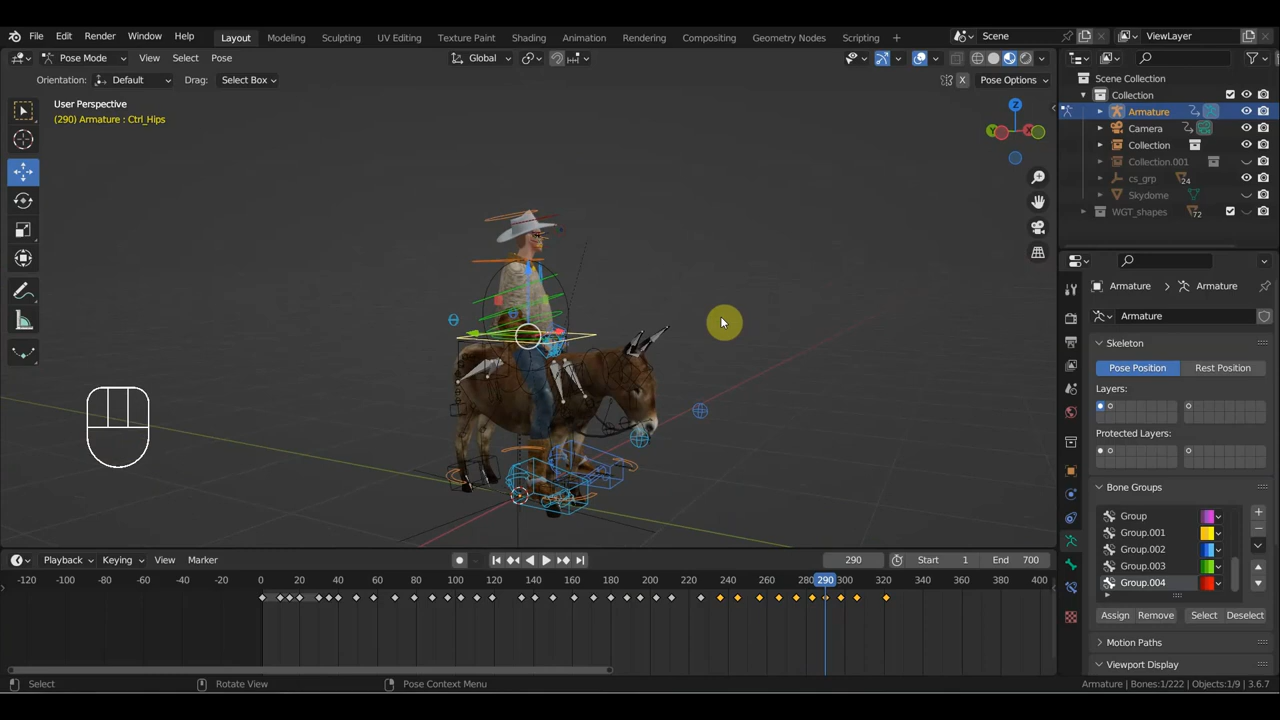 File Edit Render Window Help Layout Modeling Sculpting UV Editing Texture Paint Shading Animation Rendering Compositing Geometry Nodes Scripting Scene ViewLayer
Pose Mode View Select Pose Global
Orientation: Default Drag: Select Box X Pose Options
User Perspective
(290) Armature : Ctrl_Hips
Z
Y
X
Scene Collection
Collection
Armature
Camera
Collection
Collection.001
cs_grp 24
Skydome
WGT_shapes 72
Armature Armature
Armature
Skeleton
Pose Position Rest Position
Layers:
Protected Layers:
Bone Groups
Group
Group.001
Group.002
Group.003
Group.004
Assign Remove Select Deselect
Motion Paths
Viewport Display
Playback Keying View Marker 290 Start 1 End 700
-120 -100 -80 -60 -40 -20 0 20 40 60 80 100 120 140 160 180 200 220 240 260 280 290 300 320 340 360 380 400
Select Rotate View Pose Context Menu Armature | Bones:1/222 | Objects:1/9 | 3.6.7